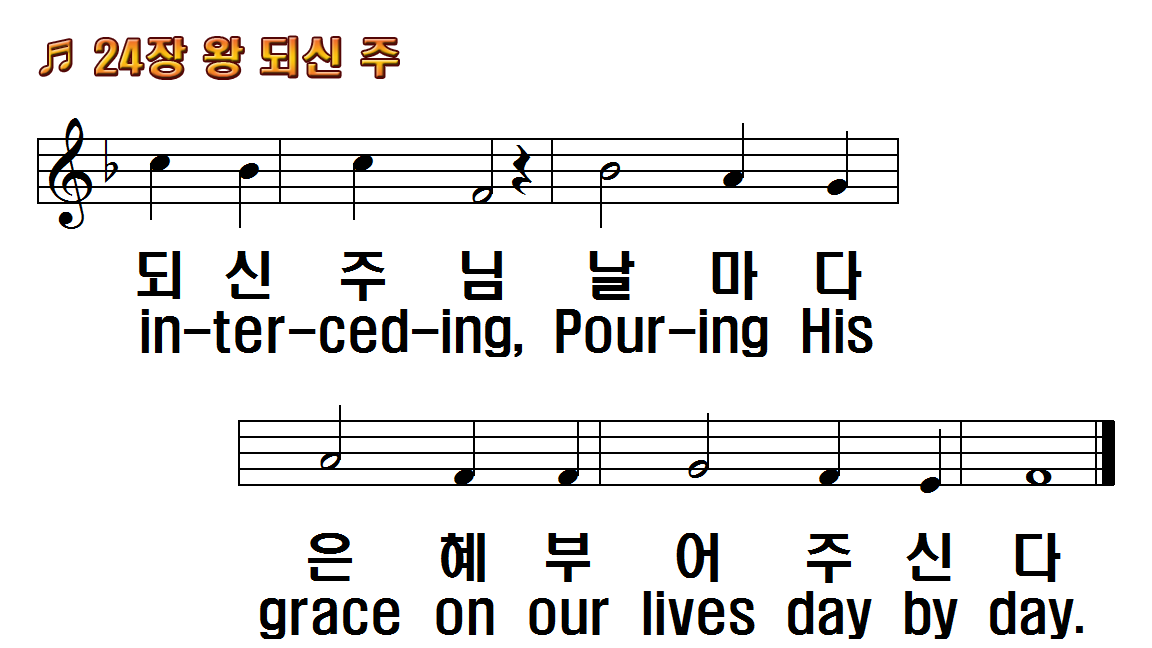 24장 왕 되신 주
되 신 주 님 날 마 다
in-ter-ced-ing, Pour-ing His
은 혜 부 어 주 신 다
grace on our lives day by day.